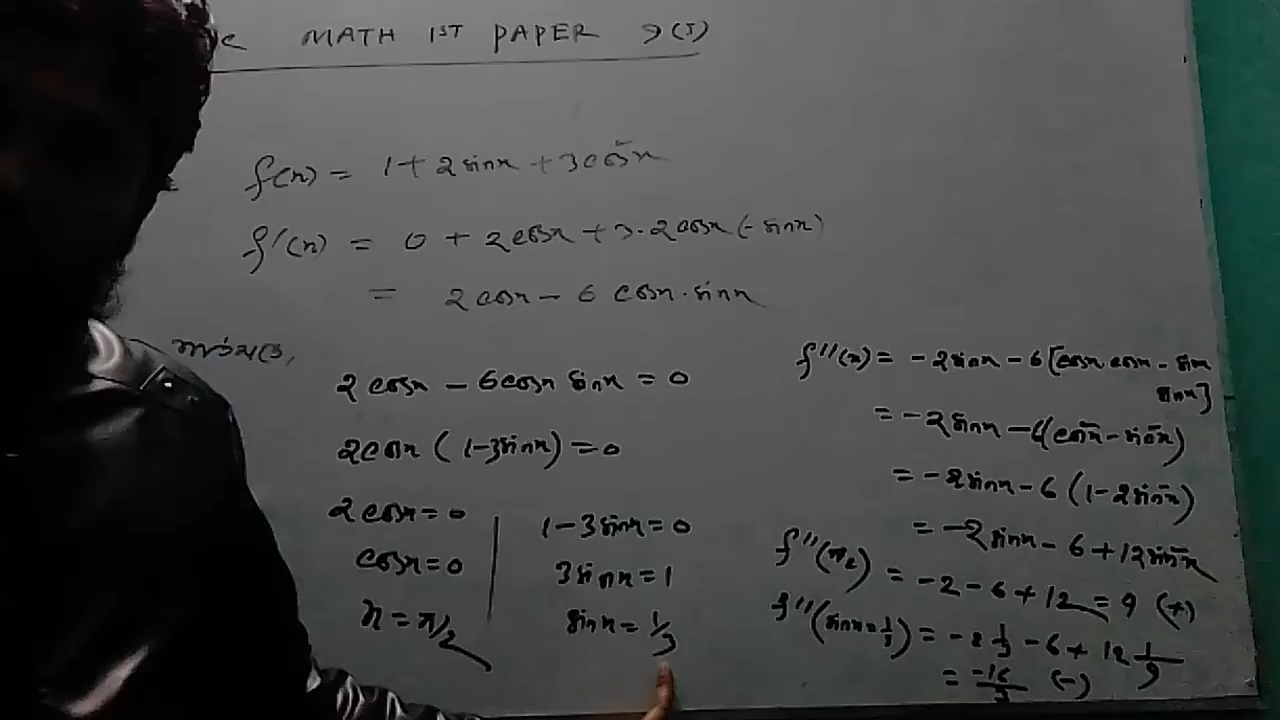 MATH 1ST PAPER 9(J)
f(x) = 1 + 2 sinx + 3cos²x
f'(x) = 0 + 2cosx + 3.2cosx (-sinx)
= 2cosx - 6 cosx.sinx
2cosx - 6cosx sinx = 0
2cosx (1-3sinx) = 0
2cosx = 0
cosx = 0
x = π/2
1-3sinx = 0
3sinx = 1
sinx = 1/3
f''(x) = -2sinx - 6[cosx cosx - sinx
sinx]
= -2sinx - 6(cos²x - sin²x)
= -2sinx - 6(1-2sin²x)
= -2sinx - 6 + 12sin²x
f''(π/2) = -2-6+12 = 4 (+)
f''(sinx=1/3) = -2 1/3 - 6 + 12 1/9
= -16/3 (-)